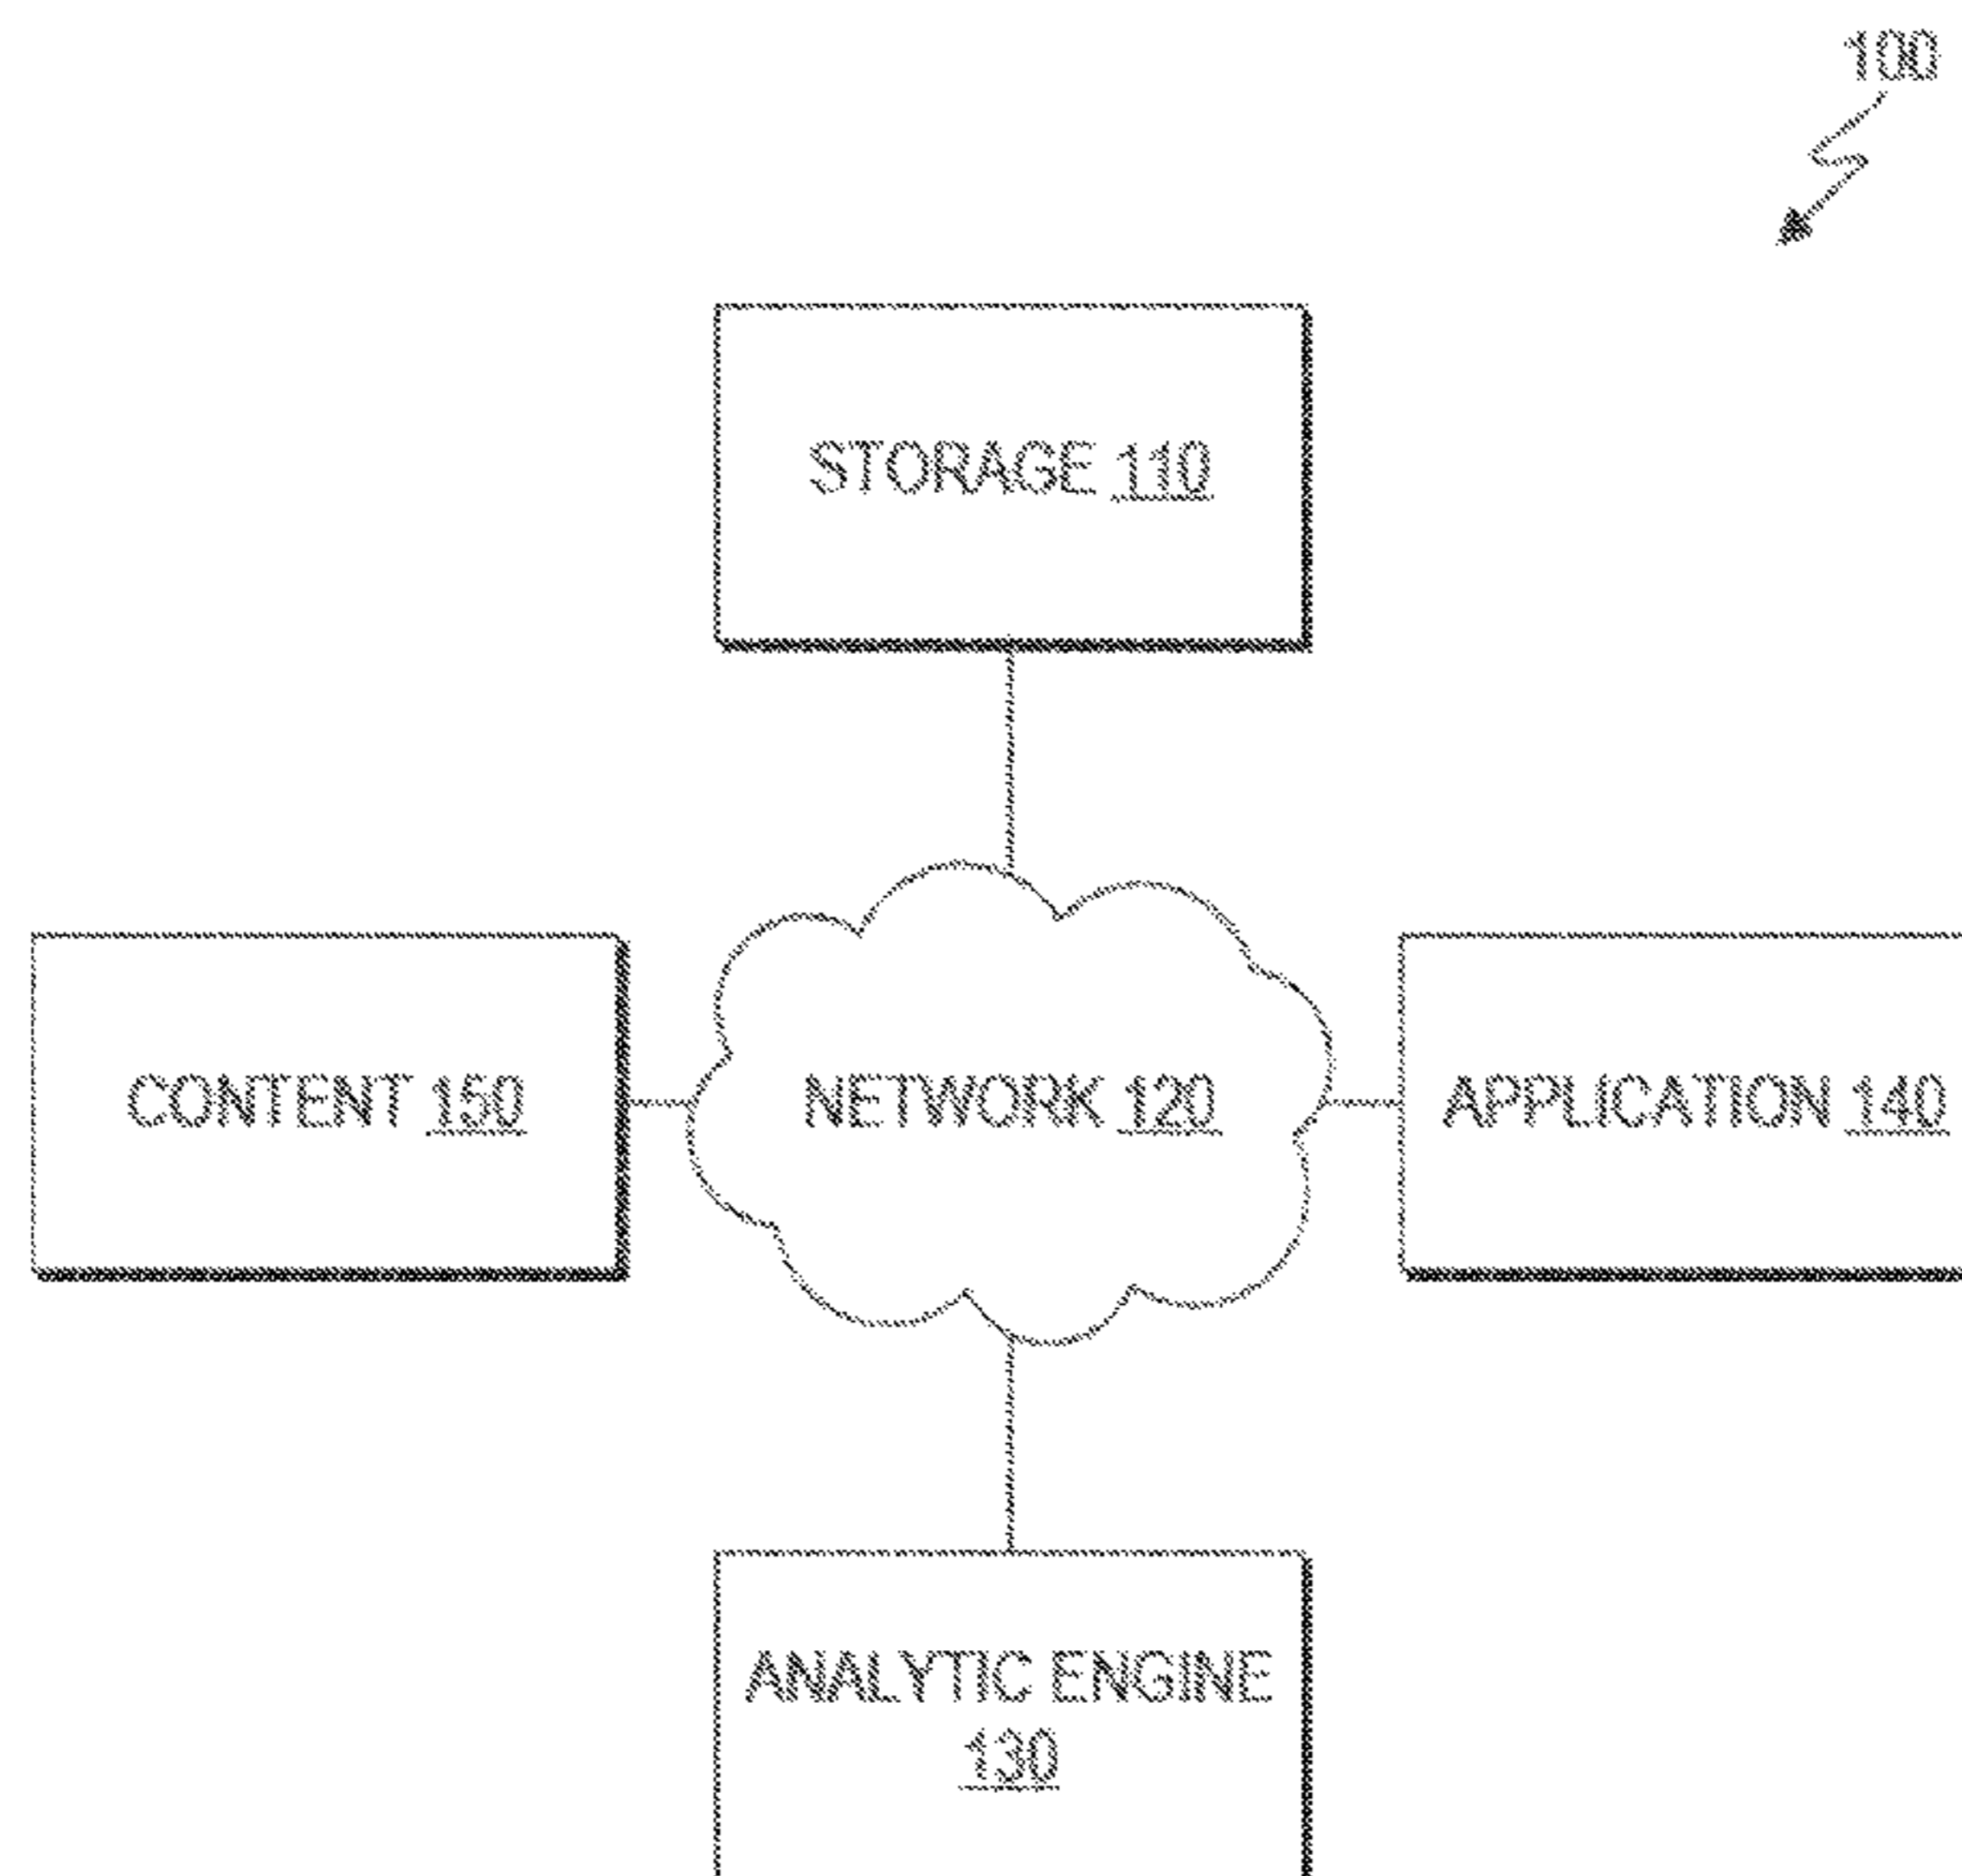 100
STORAGE 110
CONTENT 150
NETWORK 120
APPLICATION 140
ANALYTIC ENGINE
130